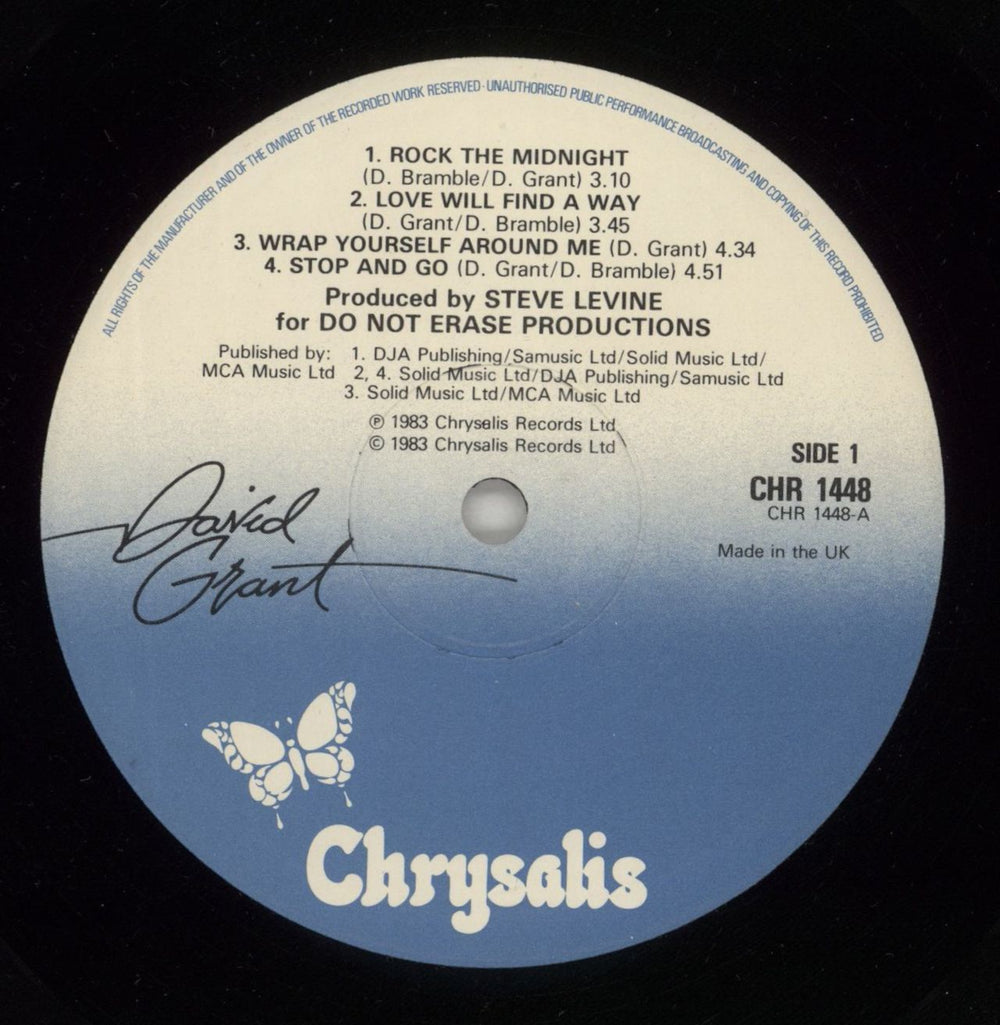 ALL RIGHTS OF THE MANUFACTURER AND OF THE OWNER OF THE RECORDED WORK RESERVED · UNAUTHORISED PUBLIC PERFORMANCE BROADCASTING AND COPYING OF THIS RECORD PROHIBITED
1. ROCK THE MIDNIGHT
(D. Bramble/D. Grant) 3.10
2. LOVE WILL FIND A WAY
(D. Grant/D. Bramble) 3.45
3. WRAP YOURSELF AROUND ME (D. Grant) 4.34
4. STOP AND GO (D. Grant/D. Bramble) 4.51
Produced by STEVE LEVINE
for DO NOT ERASE PRODUCTIONS
Published by: 1. DJA Publishing/Samusic Ltd/Solid Music Ltd/
MCA Music Ltd 2, 4. Solid Music Ltd/DJA Publishing/Samusic Ltd
3. Solid Music Ltd/MCA Music Ltd
℗ 1983 Chrysalis Records Ltd
© 1983 Chrysalis Records Ltd
SIDE 1
CHR 1448
CHR 1448-A
Made in the UK
David
Grant
Chrysalis